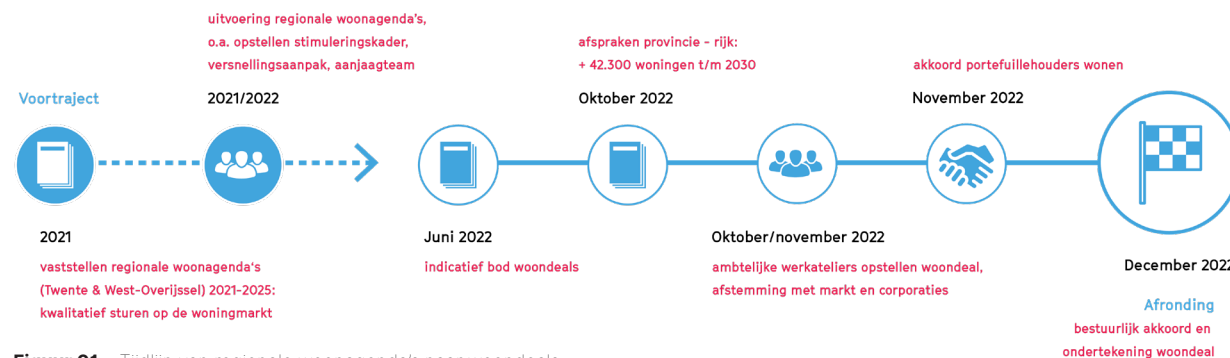 uitvoering regionale woonagenda's,
o.a. opstellen stimuleringskader,
versnellingsaanpak, aanjaagteam
afspraken provincie - rijk:
+ 42.300 woningen t/m 2030
akkoord portefuillehouders wonen
Voortraject
2021/2022
Oktober 2022
November 2022
2021
Juni 2022
Oktober/november 2022
vaststellen regionale woonagenda's
(Twente & West-Overijssel) 2021-2025:
kwalitatief sturen op de woningmarkt
indicatief bod woondeals
ambtelijke werkateliers opstellen woondeal,
afstemming met markt en corporaties
December 2022
Afronding
bestuurlijk akkoord en
ondertekening woondeal